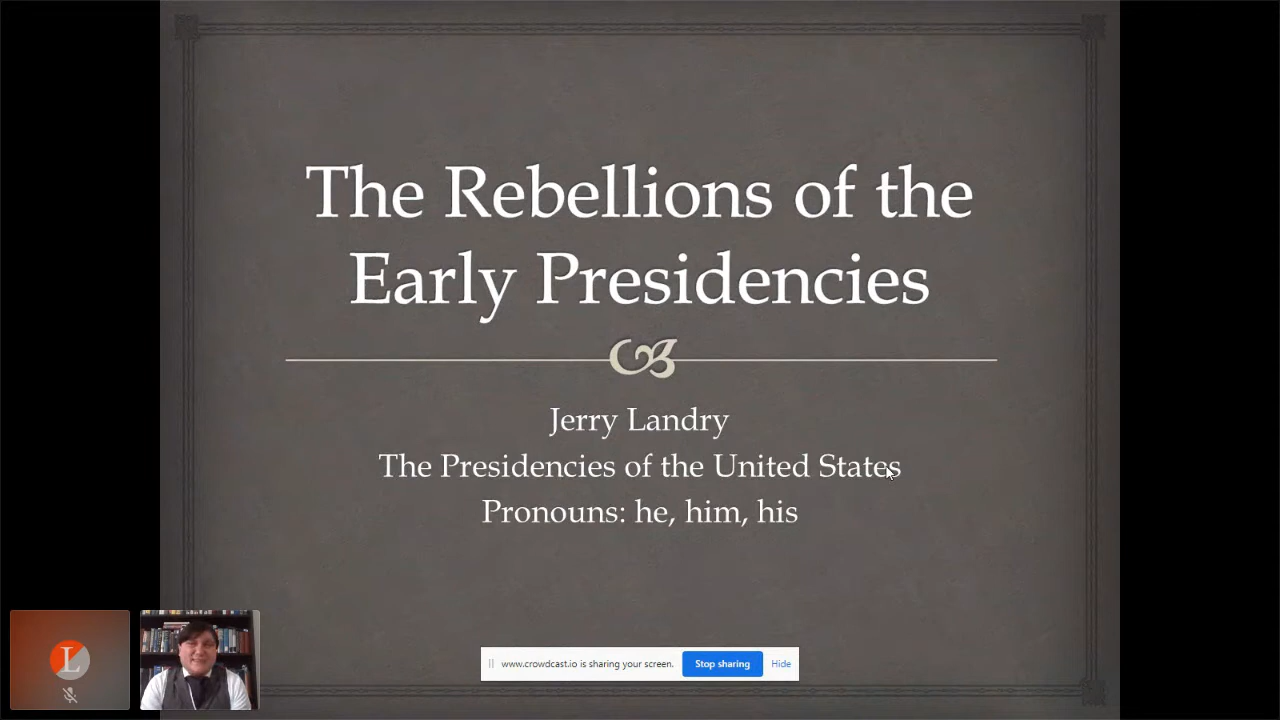 The Rebellions of the
Early Presidencies
Jerry Landry
The Presidencies of the United States
Pronouns: he, him, his
L
www.crowdcast.io is sharing your screen. Stop sharing Hide